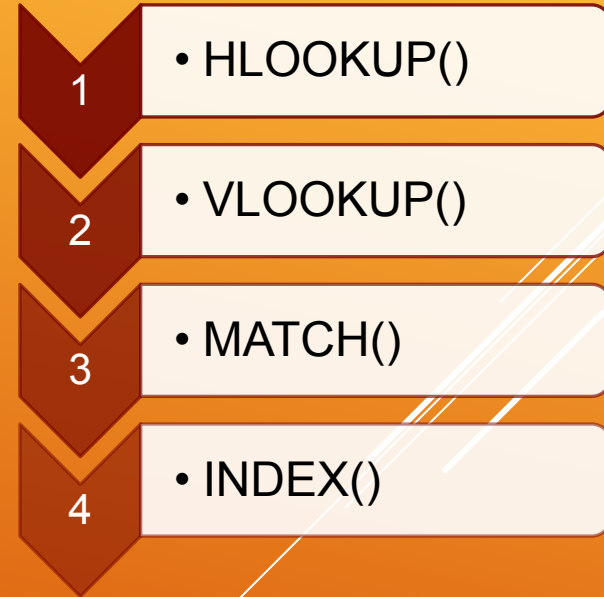 1
• HLOOKUP()
2
• VLOOKUP()
3
• MATCH()
4
• INDEX()